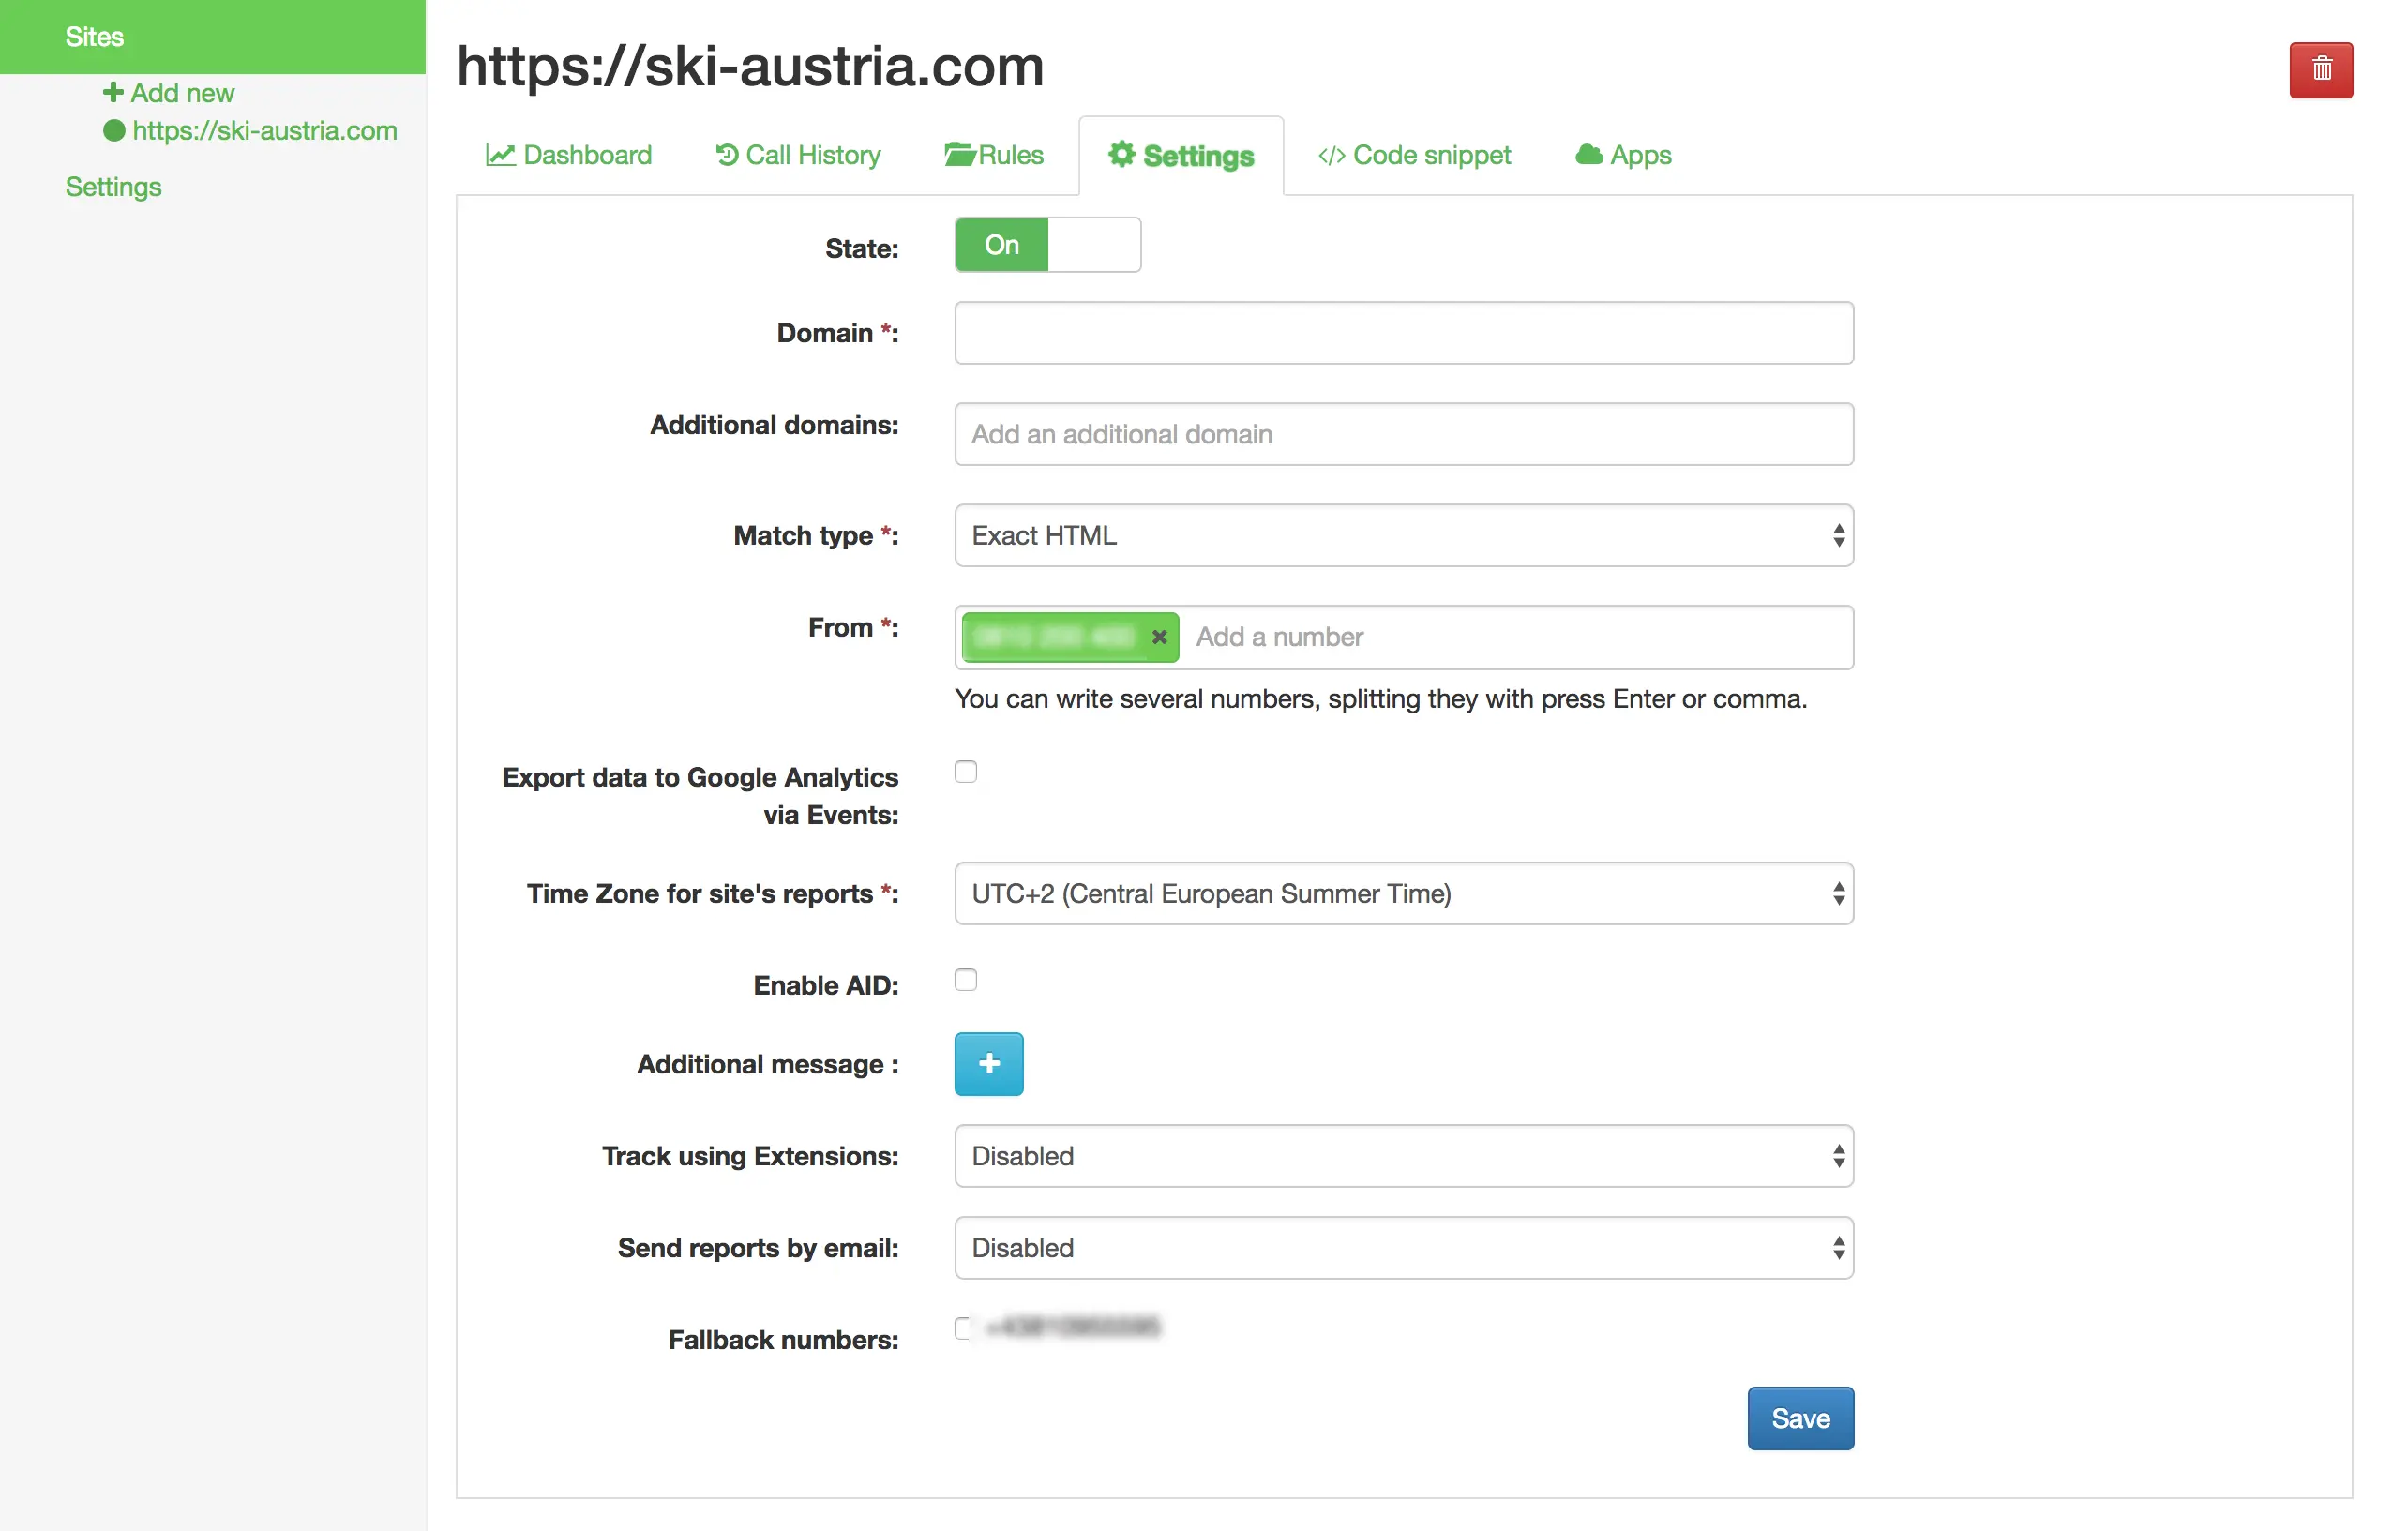 Sites
Add new
https://ski-austria.com
Settings
https://ski-austria.com
Dashboard Call History Rules Settings Code snippet Apps
State: On
Domain *:
Additional domains: Add an additional domain
Match type *: Exact HTML
From *: Add a number
You can write several numbers, splitting they with press Enter or comma.
Export data to Google Analytics
via Events:
Time Zone for site's reports *: UTC+2 (Central European Summer Time)
Enable AID:
Additional message :
Track using Extensions: Disabled
Send reports by email: Disabled
Fallback numbers:
Save